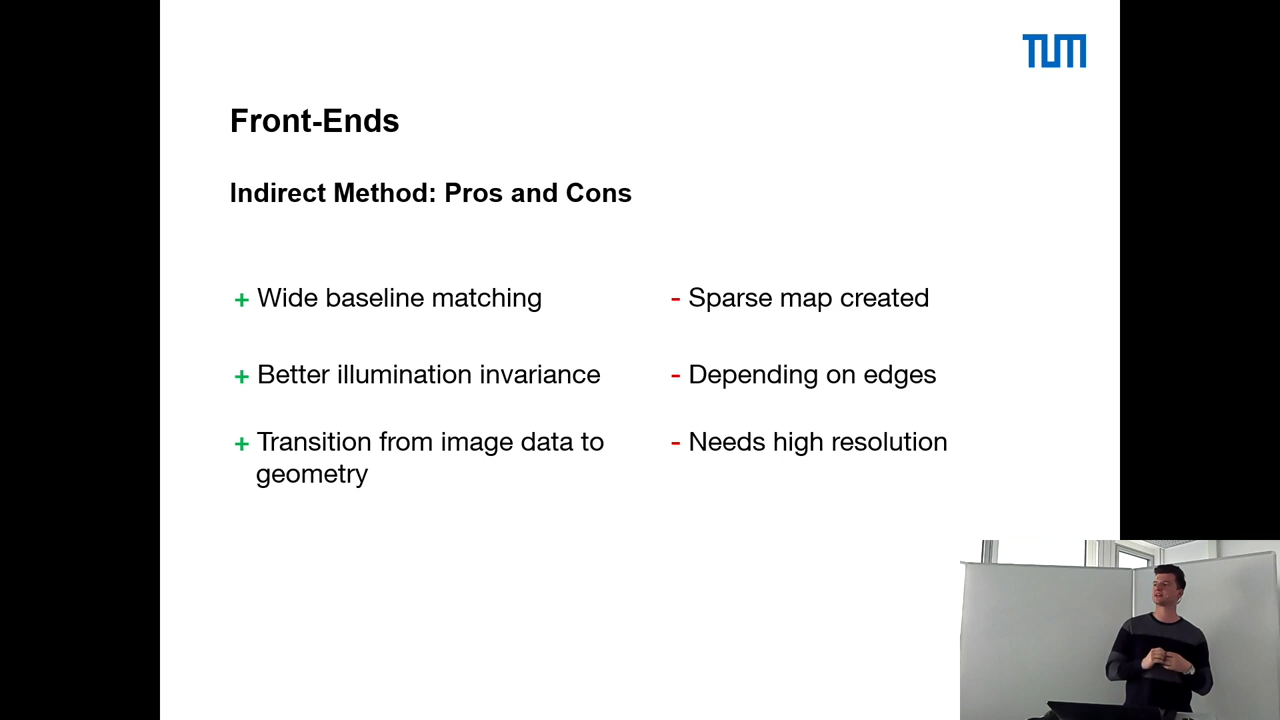 TUM
Front-Ends
Indirect Method: Pros and Cons
+ Wide baseline matching
- Sparse map created
+ Better illumination invariance
- Depending on edges
+ Transition from image data to
geometry
- Needs high resolution